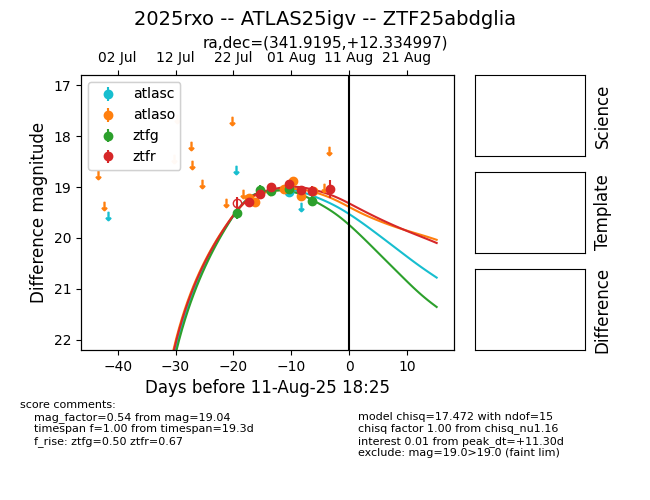 2025rxo -- ATLAS25igv -- ZTF25abdglia
ra,dec=(341.9195,+12.334997)
02 Jul 12 Jul 22 Jul 01 Aug 11 Aug 21 Aug
atlasc
atlaso
ztfg
ztfr
17
18
19
20
21
22
Difference magnitude
−40 −30 −20 −10 0 10
Days before 11-Aug-25 18:25
Science
Template
Difference
score comments:
mag_factor=0.54 from mag=19.04
timespan f=1.00 from timespan=19.3d
f_rise: ztfg=0.50 ztfr=0.67
model chisq=17.472 with ndof=15
chisq factor 1.00 from chisq_nu1.16
interest 0.01 from peak_dt=+11.30d
exclude: mag=19.0>19.0 (faint lim)